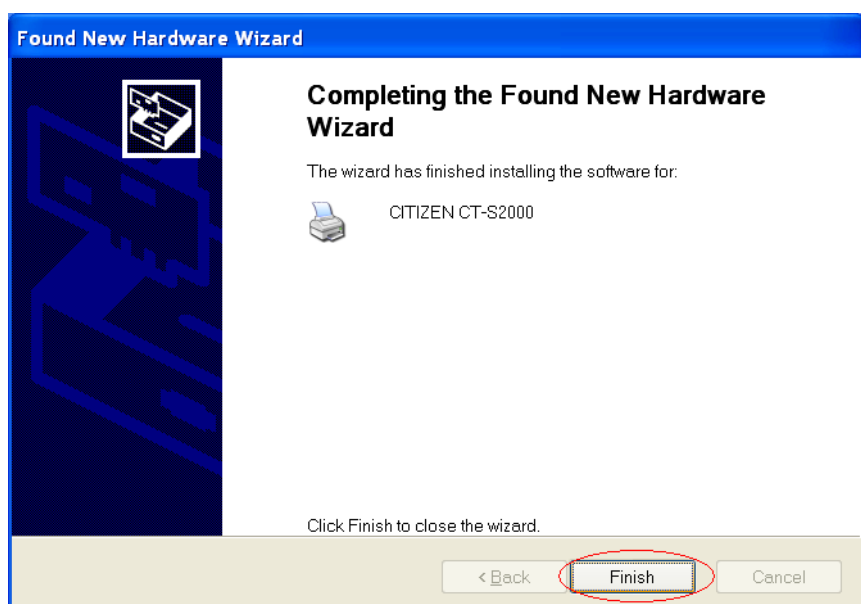 Found New Hardware Wizard
Completing the Found New Hardware
Wizard
The wizard has finished installing the software for:
CITIZEN CT-S2000
Click Finish to close the wizard.
< Back
Finish
Cancel